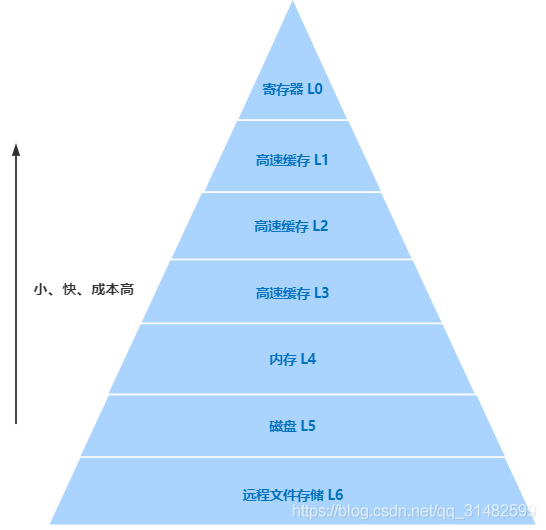 寄存器 L0
高速缓存 L1
高速缓存 L2
高速缓存 L3
小、快、成本高
内存 L4
磁盘 L5
远程文件存储 L6
https://blog.csdn.net/qq_31482599